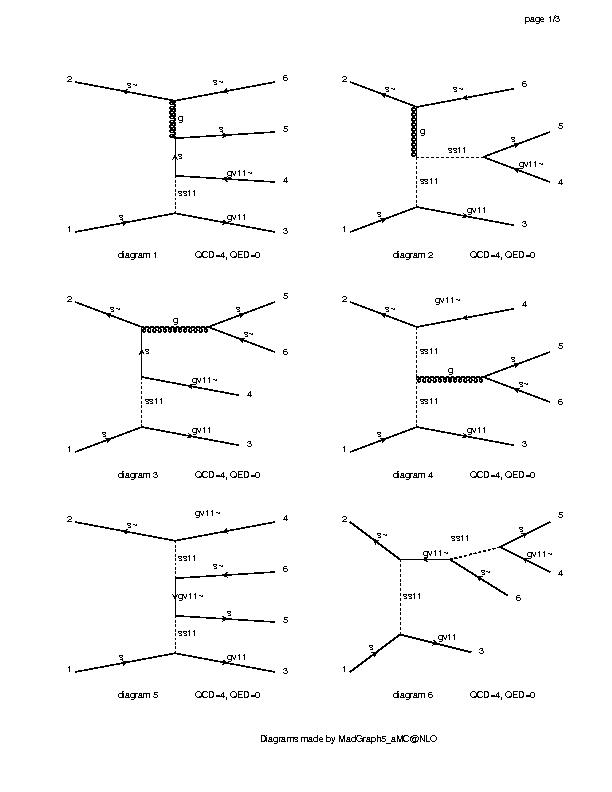 page 1/3
2 s~ s~ 6
g
s 5
s
gv11~ 4
ss11
1 s gv11 3
diagram 1 QCD=4, QED=0
2 s~ s~ 6
g
ss11 s 5
gv11~ 4
ss11
1 s gv11 3
diagram 2 QCD=4, QED=0
2 s~ g s 5
s~ 6
s
gv11~ 4
ss11
1 s gv11 3
diagram 3 QCD=4, QED=0
2 s~ gv11~ 4
ss11
g s 5
s~ 6
ss11
1 s gv11 3
diagram 4 QCD=4, QED=0
2 s~ gv11~ 4
ss11
s~ 6
gv11~
s 5
ss11
1 s gv11 3
diagram 5 QCD=4, QED=0
2 s~ ss11 s 5
gv11~ gv11~ 4
s~ 6
ss11
1 s gv11 3
diagram 6 QCD=4, QED=0
Diagrams made by MadGraph5_aMC@NLO